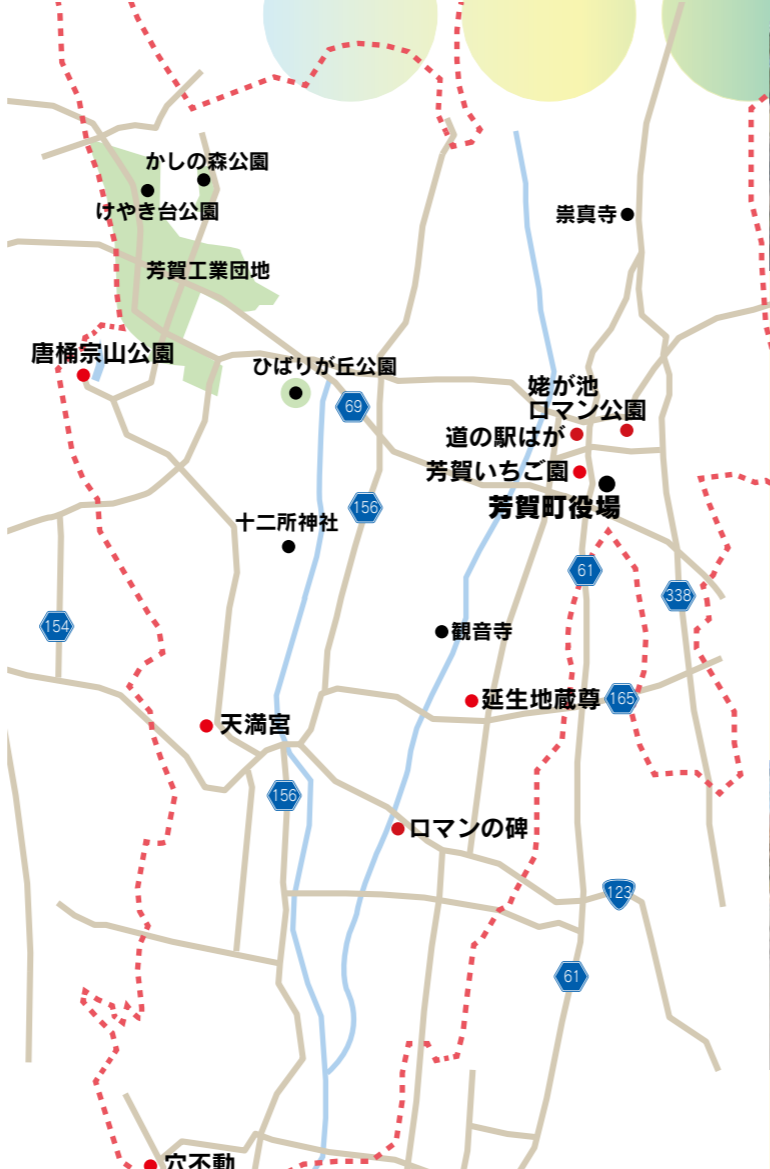 かしの森公園
けやき台公園
祟真寺
芳賀工業団地
唐桶宗山公園
ひばりが丘公園
姥が池
ロマン公園
69
道の駅はが
芳賀いちご園
芳賀町役場
156
十二所神社
61
338
154
観音寺
延生地蔵尊
165
天満宮
156
ロマンの碑
123
61
穴不動